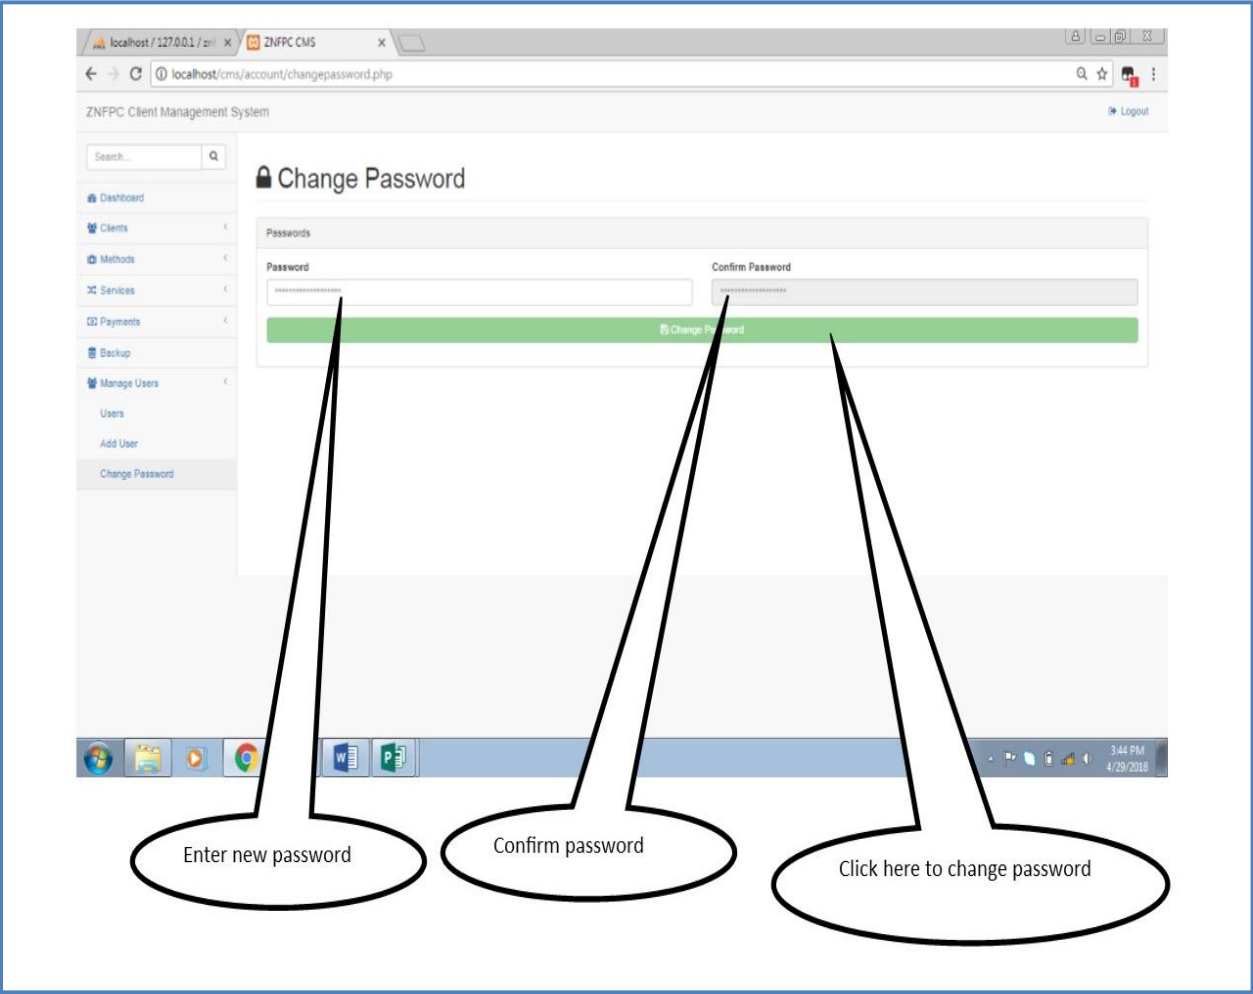 localhost / 127.0.0.1 / zn
ZNFPC CMS
localhost/cms/account/changepassword.php
ZNFPC Client Management System
Logout
Search...
Change Password
Dashboard
Clients
Passwords
Methods
Password
Confirm Password
Services
Payments
Change Password
Backup
Manage Users
Users
Add User
Change Password
3:44 PM
4/29/2018
Enter new password
Confirm password
Click here to change password